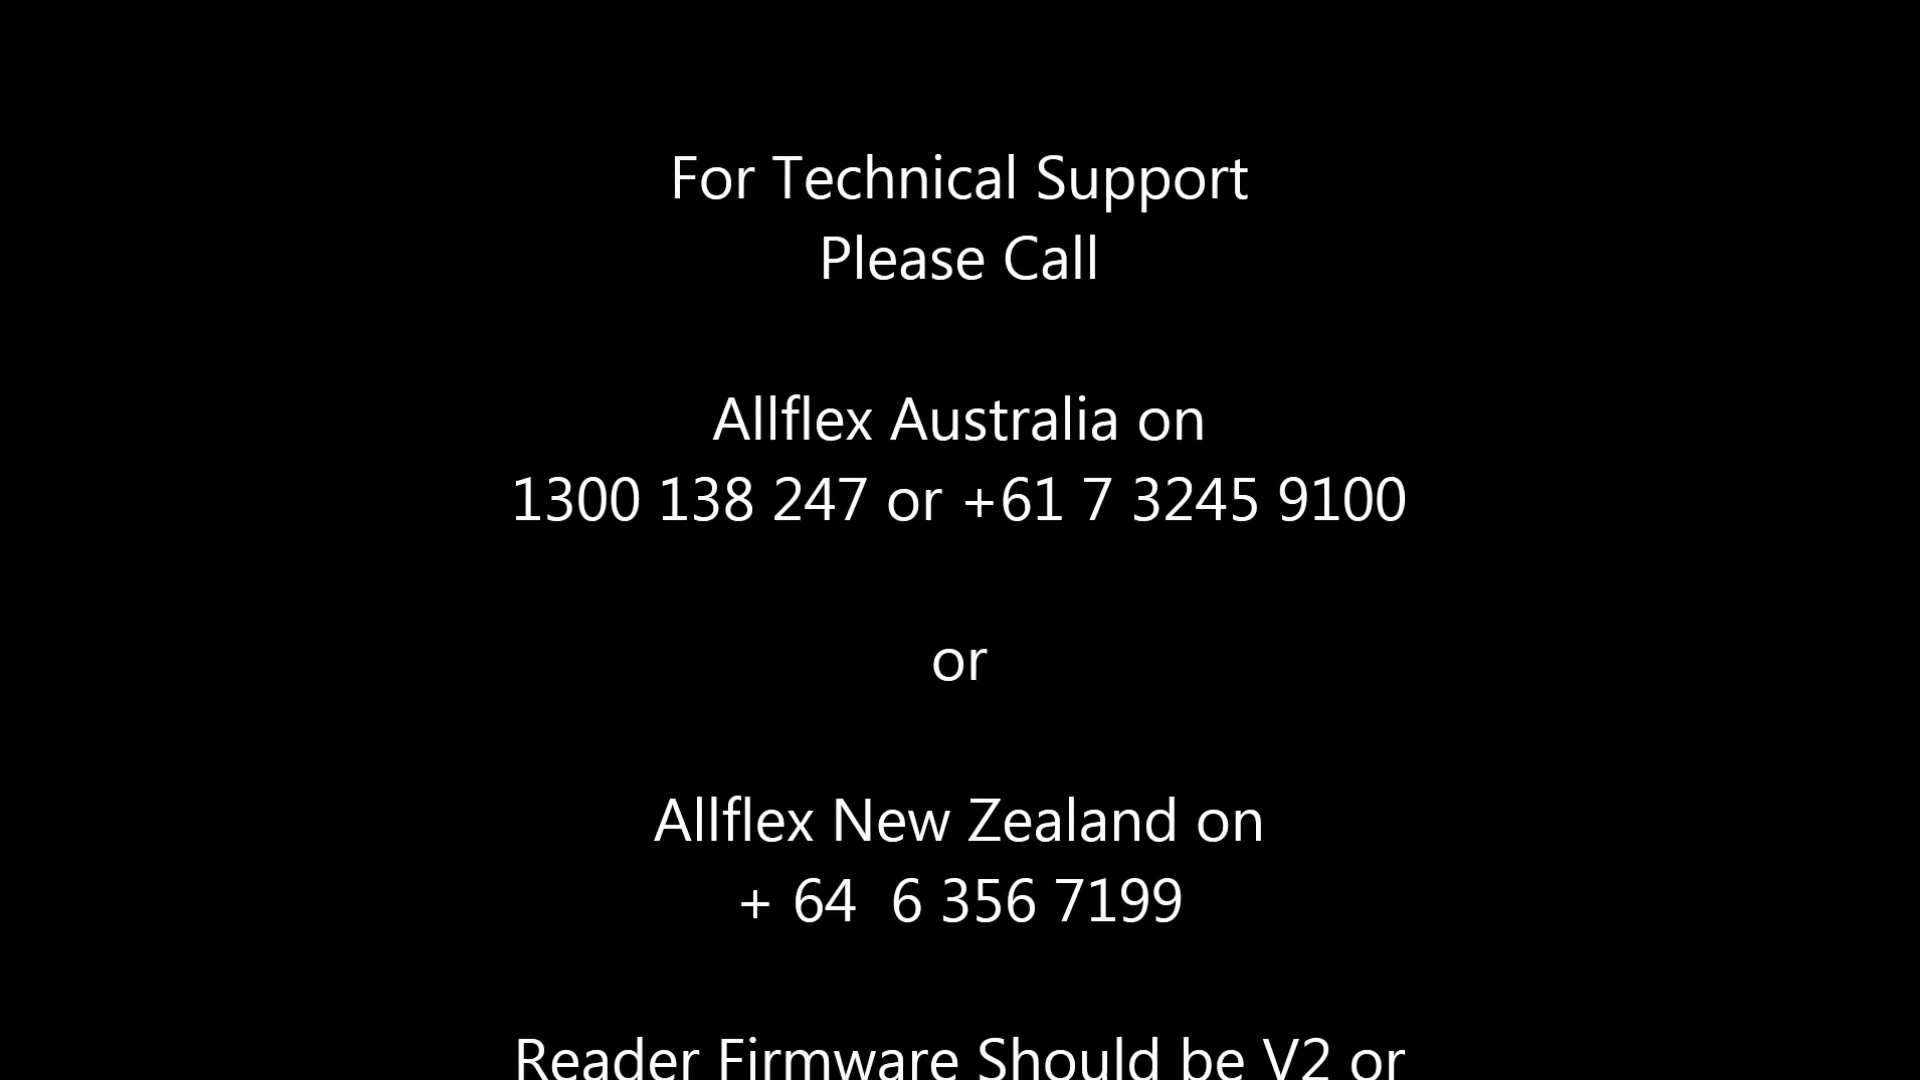 For Technical Support
Please Call
Allflex Australia on
1300 138 247 or +61 7 3245 9100
or
Allflex New Zealand on
+ 64  6 356 7199
Reader Firmware Should be V2 or